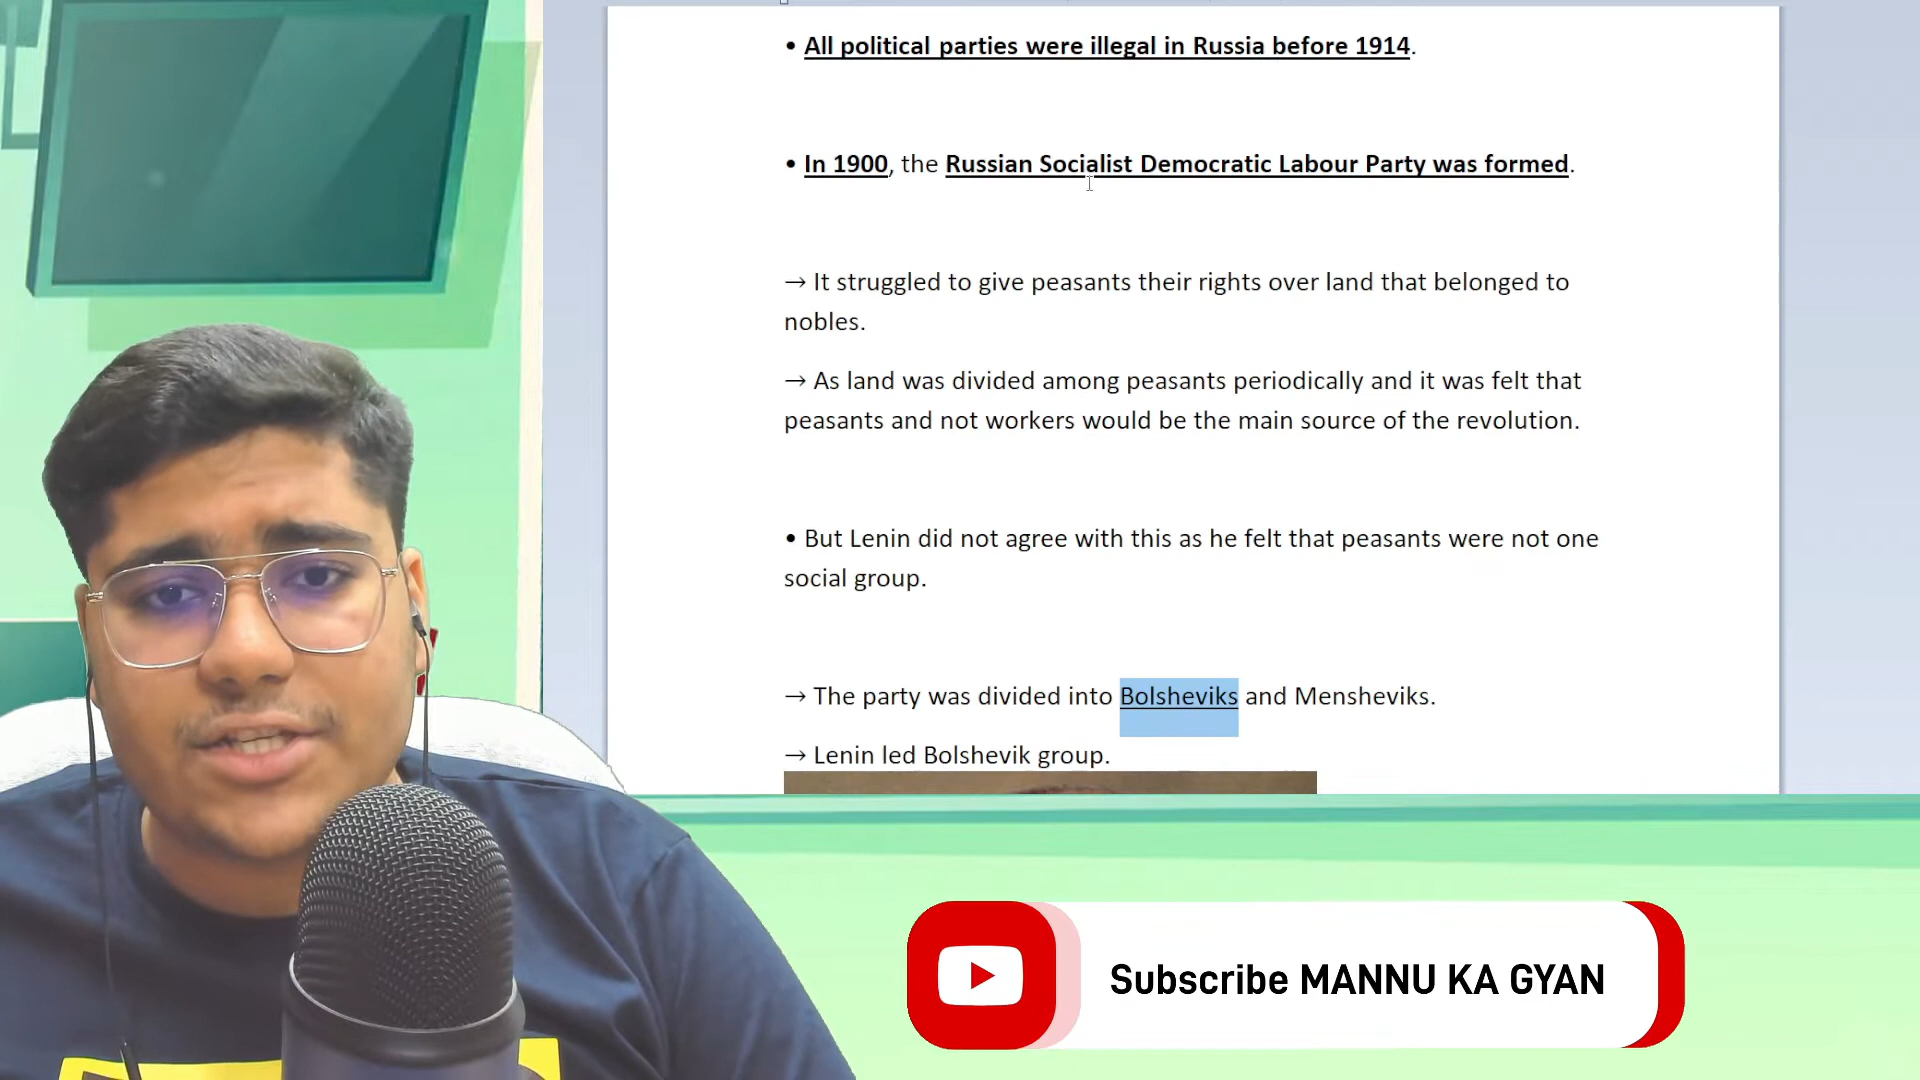 • All political parties were illegal in Russia before 1914.
• In 1900, the Russian Socialist Democratic Labour Party was formed.
→ It struggled to give peasants their rights over land that belonged to
nobles.
→ As land was divided among peasants periodically and it was felt that
peasants and not workers would be the main source of the revolution.
• But Lenin did not agree with this as he felt that peasants were not one
social group.
→ The party was divided into Bolsheviks and Mensheviks.
→ Lenin led Bolshevik group.
Subscribe MANNU KA GYAN